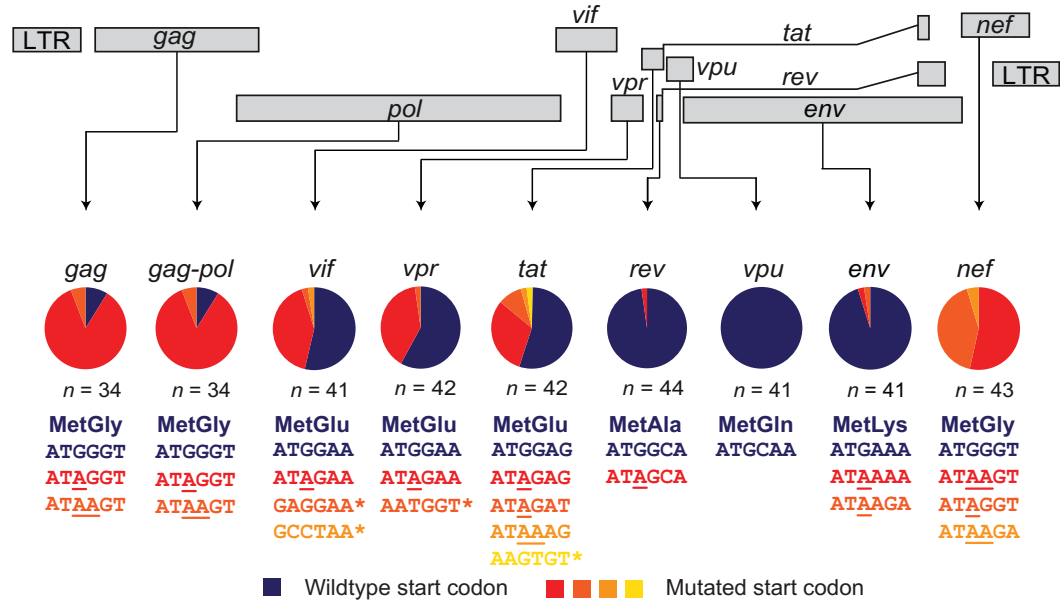 vif
LTR
gag
tat
nef
vpr
vpu
rev
LTR
pol
env
gag gag-pol vif vpr tat rev vpu env nef
n = 34 n = 34 n = 41 n = 42 n = 42 n = 44 n = 41 n = 41 n = 43
MetGly MetGly MetGlu MetGlu MetGlu MetAla MetGln MetLys MetGly
ATGGGT ATGGGT ATGGAA ATGGAA ATGGAG ATGGCA ATGCAA ATGAAA ATGGGT
ATAGGT ATAGGT ATAGAA ATAGAA ATAGAG ATAGCA ATAAAA ATAAGT
ATAAGT ATAAGT GAGGAA* AATGGT* ATAGAT ATAAGA ATAGGT
GCCTAA* ATAAAG ATAAGA
AAGTGT*
Wildtype start codon Mutated start codon